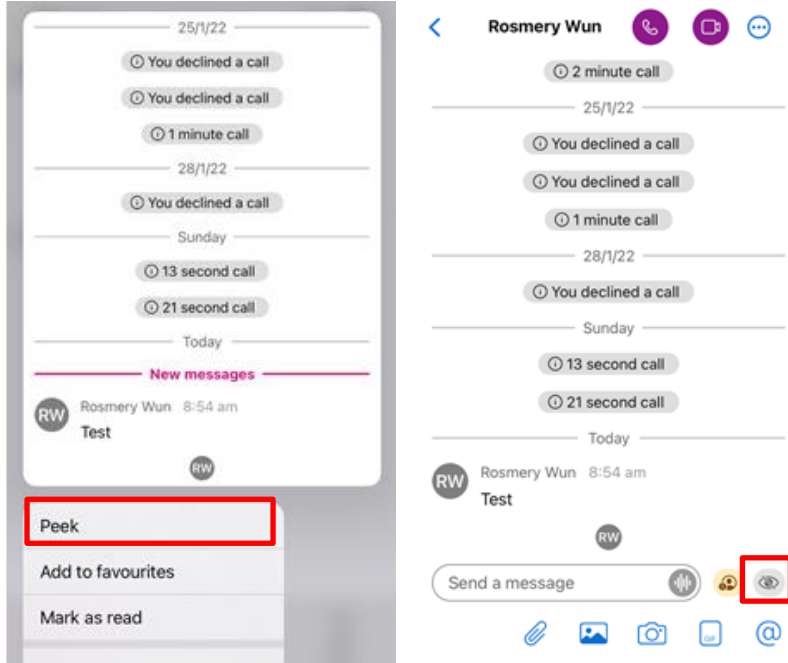 25/1/22
You declined a call
You declined a call
1 minute call
28/1/22
You declined a call
Sunday
13 second call
21 second call
Today
New messages
RW
Rosmery Wun 8:54 am
Test
RW
Peek
Add to favourites
Mark as read
Rosmery Wun
2 minute call
25/1/22
You declined a call
You declined a call
1 minute call
28/1/22
You declined a call
Sunday
13 second call
21 second call
Today
RW
Rosmery Wun 8:54 am
Test
RW
Send a message
GIF
@